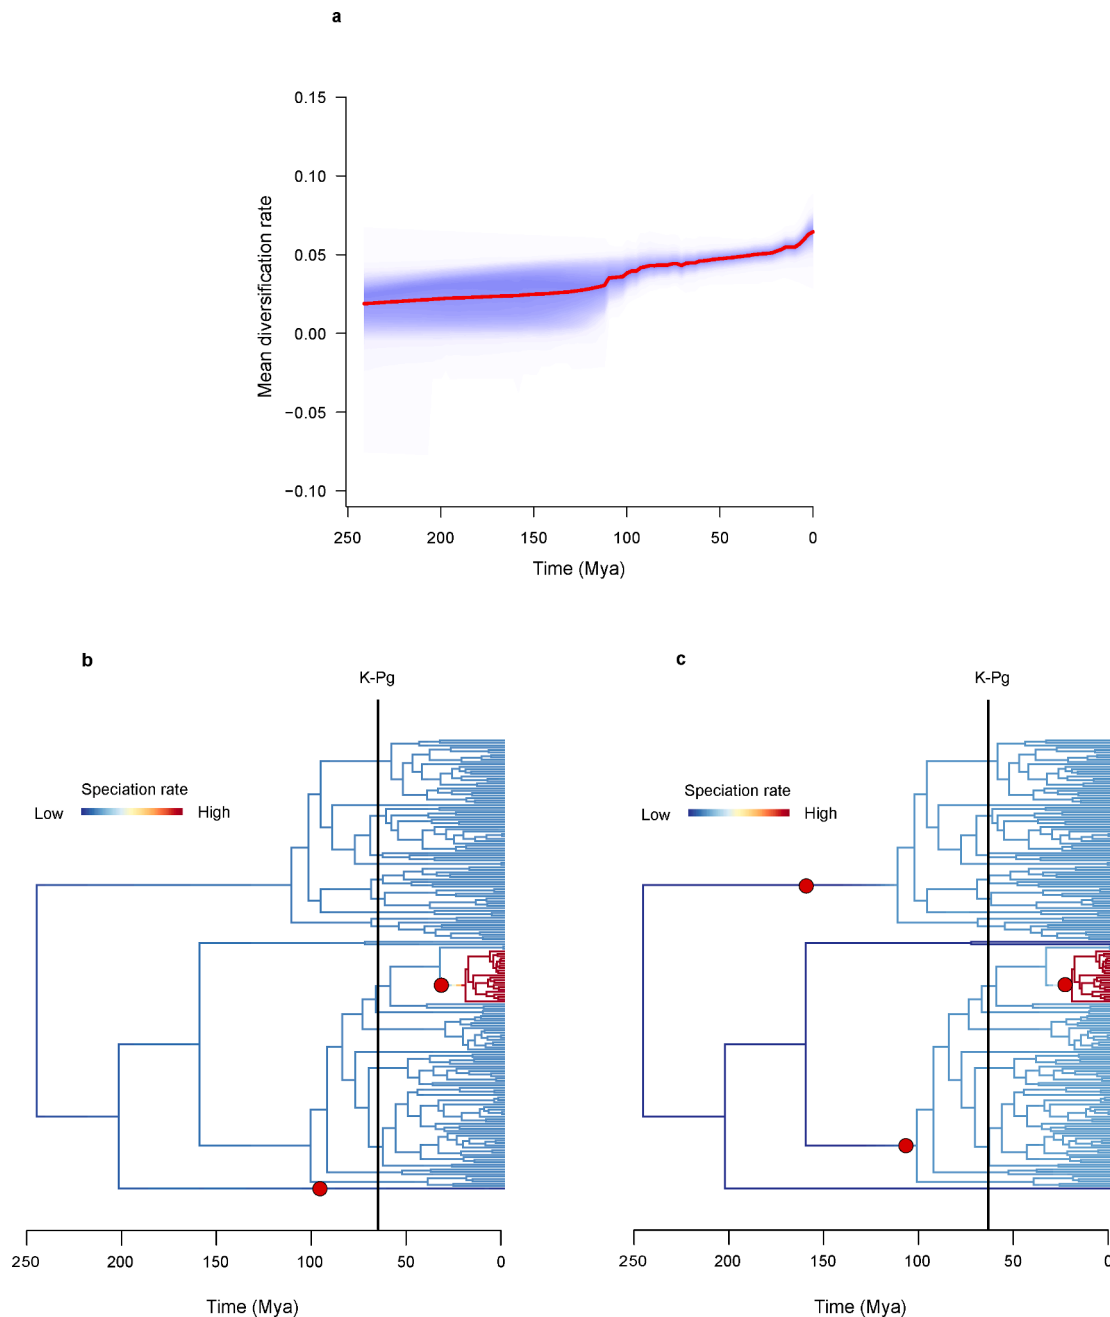 a
0.15
0.10
0.05
0.00
−0.05
−0.10
Mean diversification rate
250 200 150 100 50 0
Time (Mya)
b
K-Pg
Speciation rate
Low High
250 200 150 100 50 0
Time (Mya)
c
K-Pg
Speciation rate
Low High
250 200 150 100 50 0
Time (Mya)